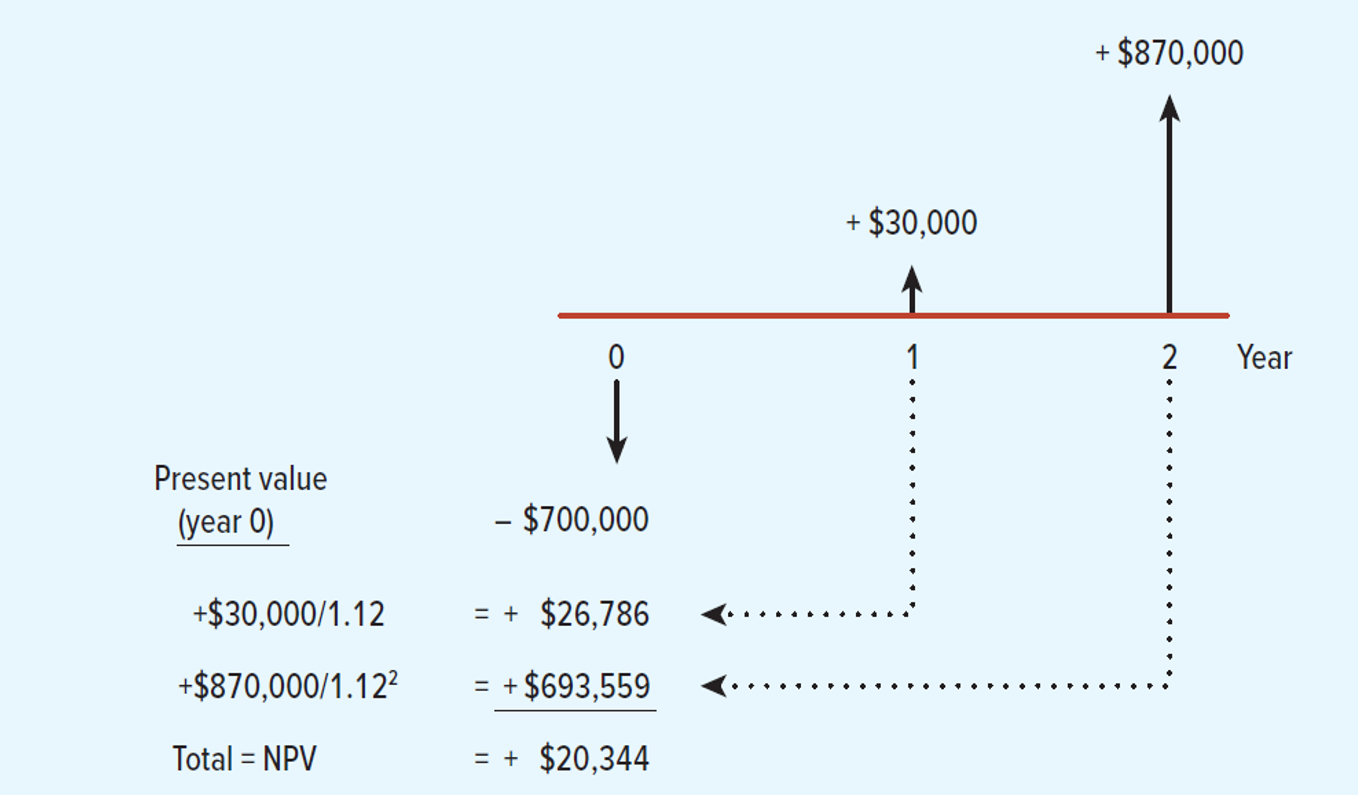 + $870,000
+ $30,000
0 1 2 Year
Present value
(year 0)
– $700,000
+$30,000/1.12 = + $26,786
+$870,000/1.12² = +$693,559
Total = NPV = + $20,344